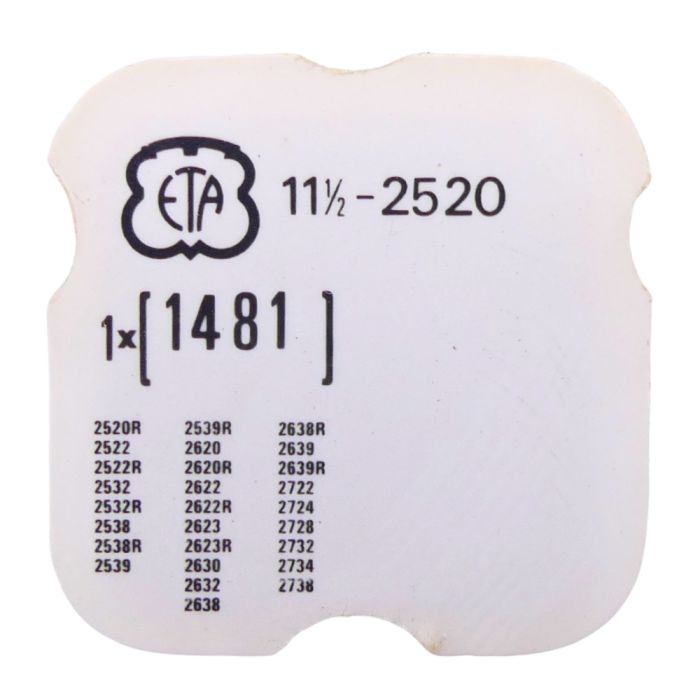 ETA 11½-2520
1x[1481]
2520R 2539R 2638R
2522 2620 2639
2522R 2620R 2639R
2532 2622 2722
2532R 2622R 2724
2538 2623 2728
2538R 2623R 2732
2539 2630 2734
2632 2738
2638